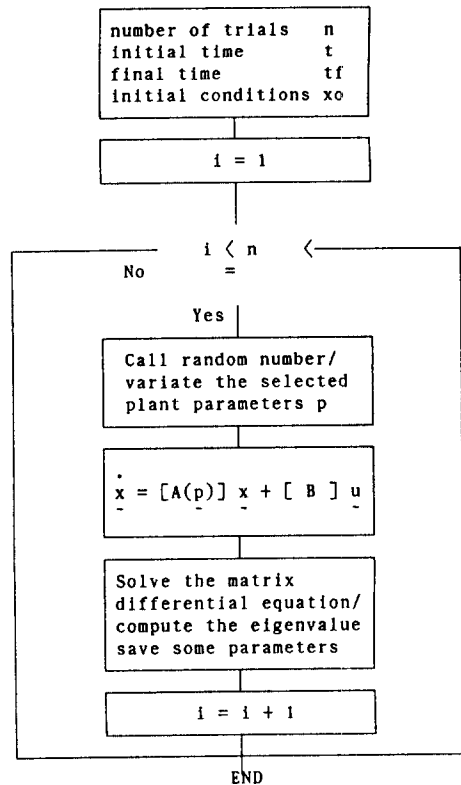 number of trials n
initial time t
final time tf
initial conditions xo
i = 1
i < n <
No =
Yes
Call random number/
variate the selected
plant parameters p
.
x = [A(p)] x + [ B ] u
~ ~ ~ ~
Solve the matrix
differential equation/
compute the eigenvalue
save some parameters
i = i + 1
END